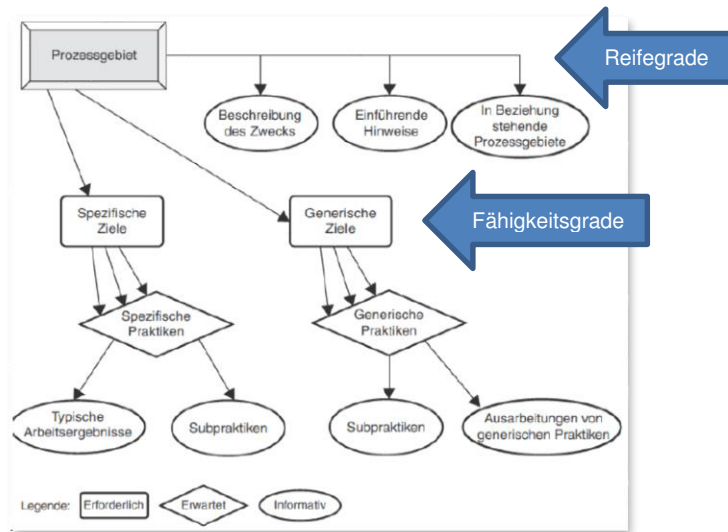 Prozessgebiet
Reifegrade
Beschreibung
des Zwecks
Einführende
Hinweise
In Beziehung
stehende
Prozessgebiete
Spezifische
Ziele
Generische
Ziele
Fähigkeitsgrade
Spezifische
Praktiken
Generische
Praktiken
Typische
Arbeitsergebnisse
Subpraktiken
Subpraktiken
Ausarbeitungen von
generischen Praktiken
Legende: Erforderlich Erwartet Informativ